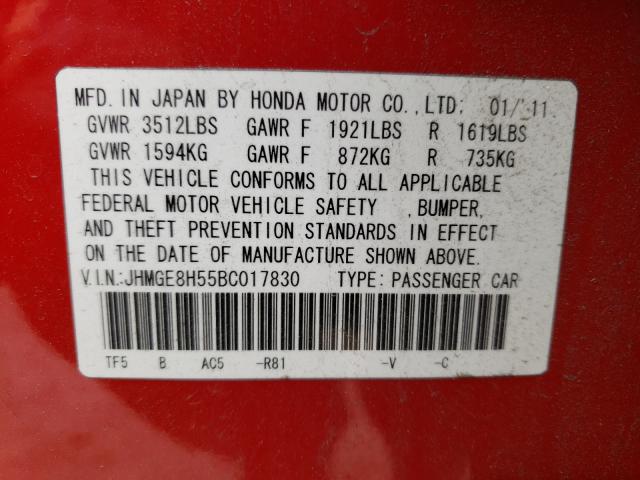 MFD. IN JAPAN BY HONDA MOTOR CO., LTD: 01/ 11
GVWR 3512LBS GAWR F 1921LBS R 1619LBS
GVWR 1594KG GAWR F 872KG R 735KG
THIS VEHICLE CONFORMS TO ALL APPLICABLE
FEDERAL MOTOR VEHICLE SAFETY , BUMPER,
AND THEFT PREVENTION STANDARDS IN EFFECT
ON THE DATE OF MANUFACTURE SHOWN ABOVE.
V.I.N.:JHMGE8H55BC017830 TYPE: PASSENGER CAR
TF5 B AC5 -R81 -V -C